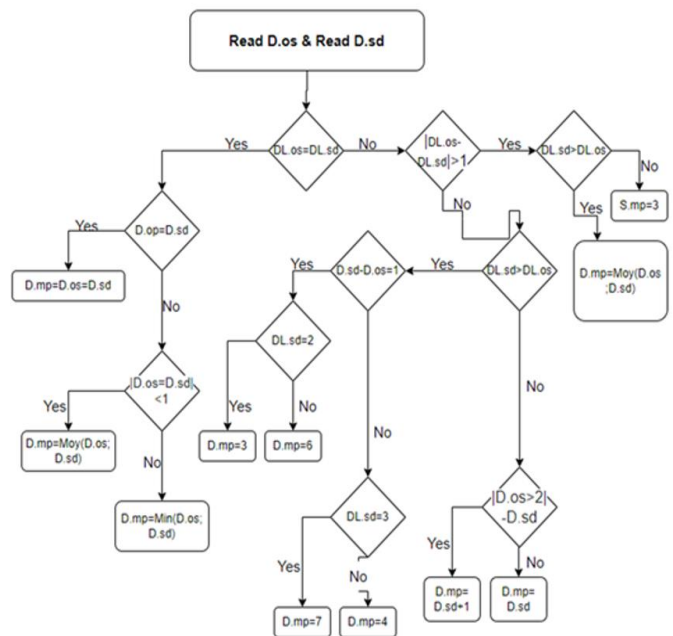 Read D.os & Read D.sd
Yes
DL.os=DL.sd
No
|DL.os-
DL.sd|>1
Yes
DL.sd>DL.os
No
S.mp=3
Yes
D.mp=Moy(D.os
;D.sd)
No
D.op=D.sd
Yes
D.mp=D.os=D.sd
No
D.sd-D.os=1
Yes
DL.sd>DL.os
Yes
DL.sd=2
Yes
D.mp=3
No
D.mp=6
|D.os=D.sd|
<1
Yes
D.mp=Moy(D.os;
D.sd)
No
D.mp=Min(D.os;
D.sd)
No
DL.sd=3
Yes
D.mp=7
No
D.mp=4
No
|D.os>2|
-D.sd
Yes
D.mp=
D.sd+1
No
D.mp=
D.sd